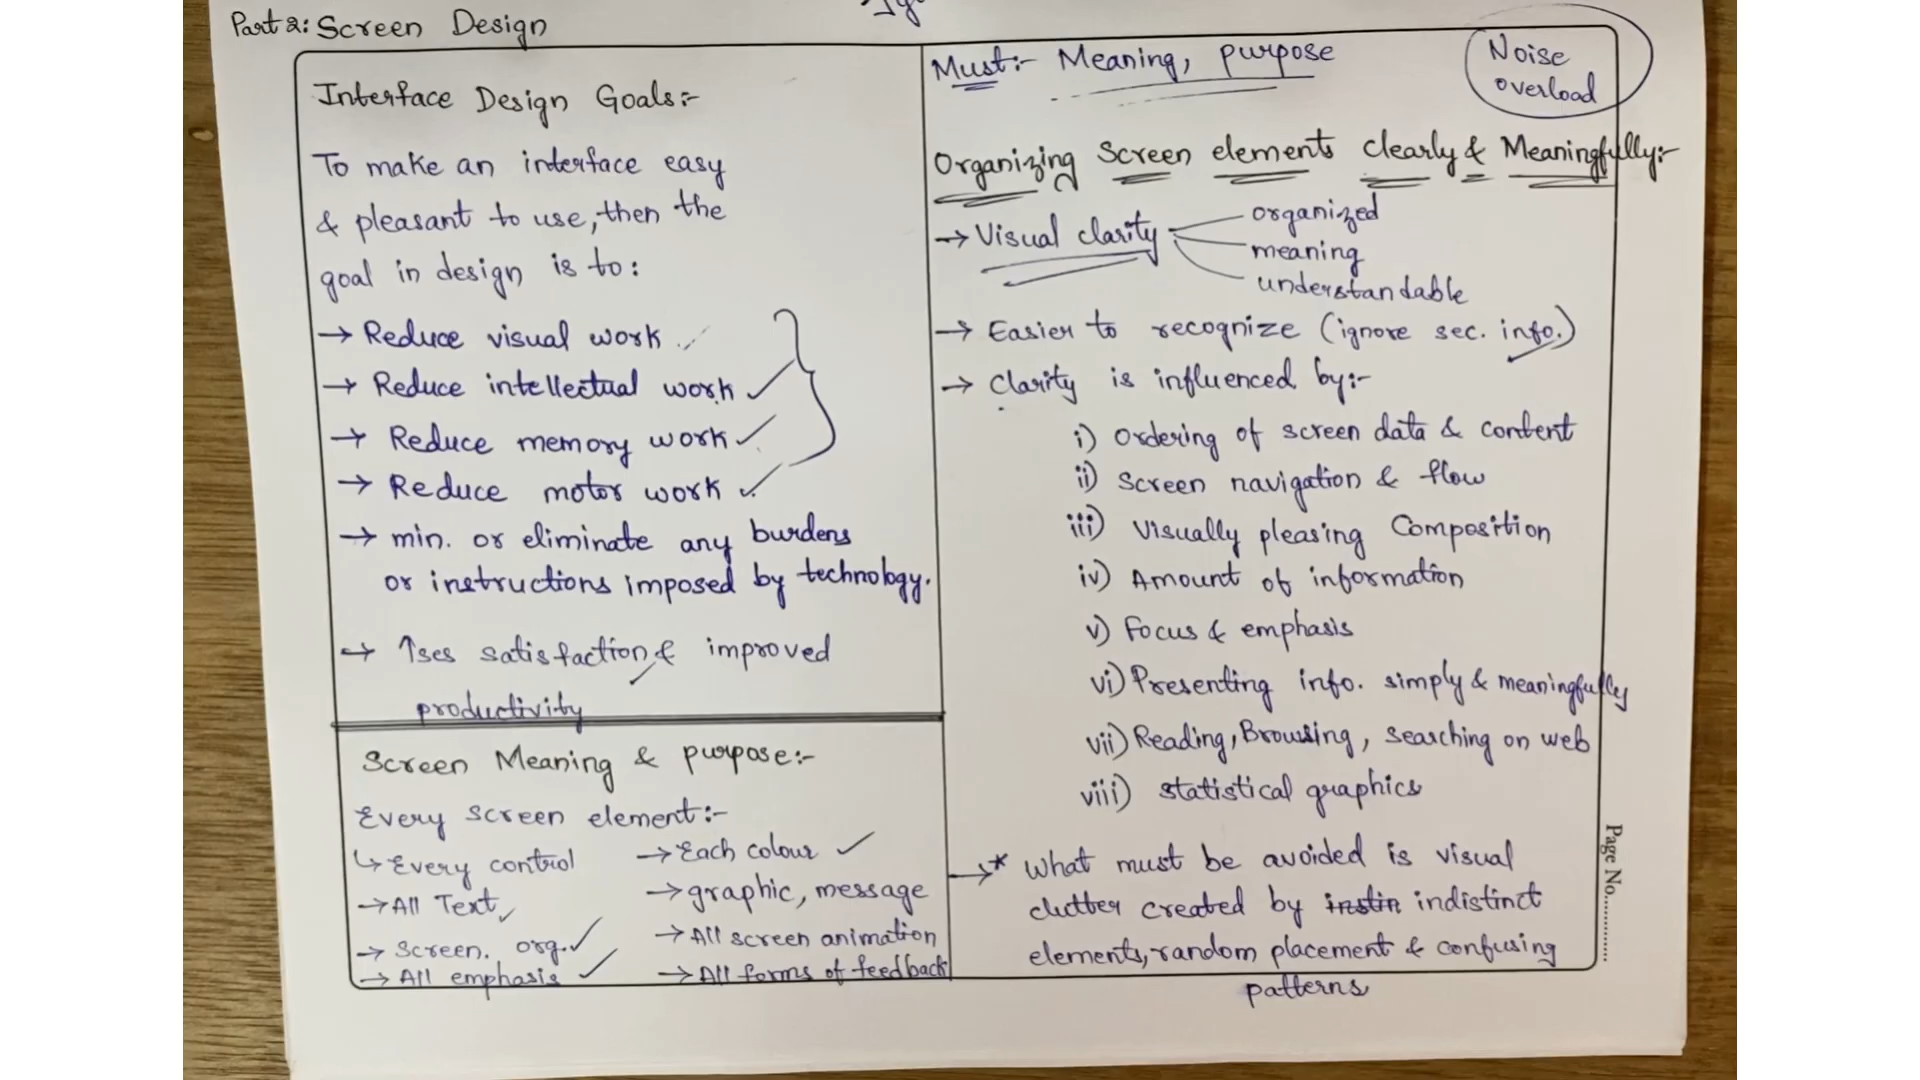 Part 2: Screen Design
Interface Design Goals:-
To make an interface easy
& pleasant to use, then the
goal in design is to:
→ Reduce visual work
→ Reduce intellectual work ✓
→ Reduce memory work ✓
→ Reduce motor work ✓
→ min. or eliminate any burdens
or instructions imposed by technology.
→ ↑ses satisfaction & improved
productivity
Screen Meaning & purpose:-
Every screen element:-
↳ Every control
→ All Text ✓
→ Screen. org. ✓
→ All emphasis ✓
→ Each colour ✓
→ graphic, message
→ All screen animation
→ All forms of feedback
Must:- Meaning, purpose
Noise
overload
Organizing Screen elements clearly & Meaningfully:-
→ Visual clarity
organized
meaning
understandable
→ Easier to recognize (ignore sec. info.)
→ Clarity is influenced by:-
i) Ordering of screen data & content
ii) Screen navigation & flow
iii) Visually pleasing Composition
iv) Amount of information
v) Focus & emphasis
vi) Presenting info. simply & meaningfully
vii) Reading, Browsing, searching on web
viii) statistical graphics
→ * What must be avoided is visual
clutter created by indistinct
elements, random placement & confusing
patterns
Page No..............